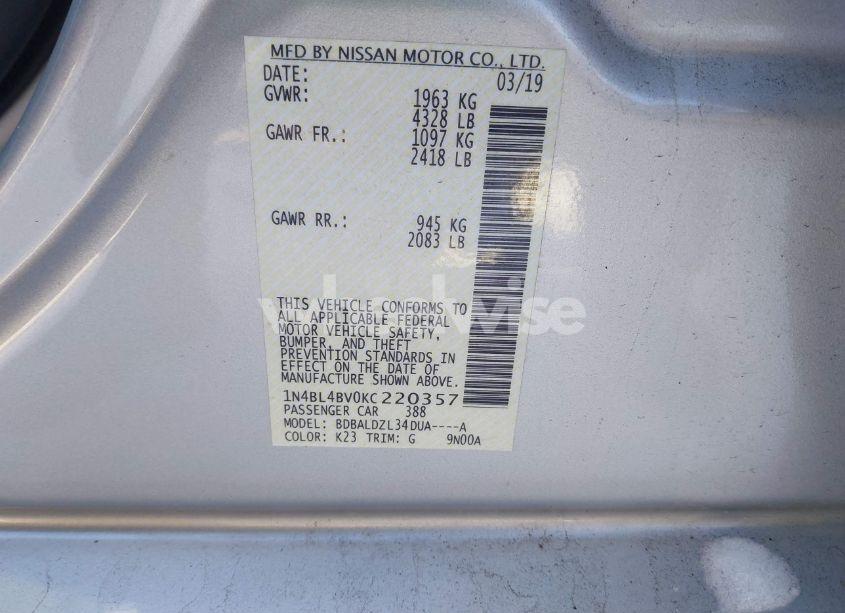 MFD BY NISSAN MOTOR CO., LTD.
DATE: 03/19
GVWR: 1963 KG
4328 LB
GAWR FR.: 1097 KG
2418 LB
GAWR RR.: 945 KG
2083 LB
THIS VEHICLE CONFORMS TO
ALL APPLICABLE FEDERAL
MOTOR VEHICLE SAFETY,
BUMPER, AND THEFT
PREVENTION STANDARDS IN
EFFECT ON THE DATE OF
MANUFACTURE SHOWN ABOVE.
1N4BL4BV0KC220357
PASSENGER CAR 388
MODEL: BDBALDZL34DUA----A
COLOR: K23 TRIM: G 9N00A